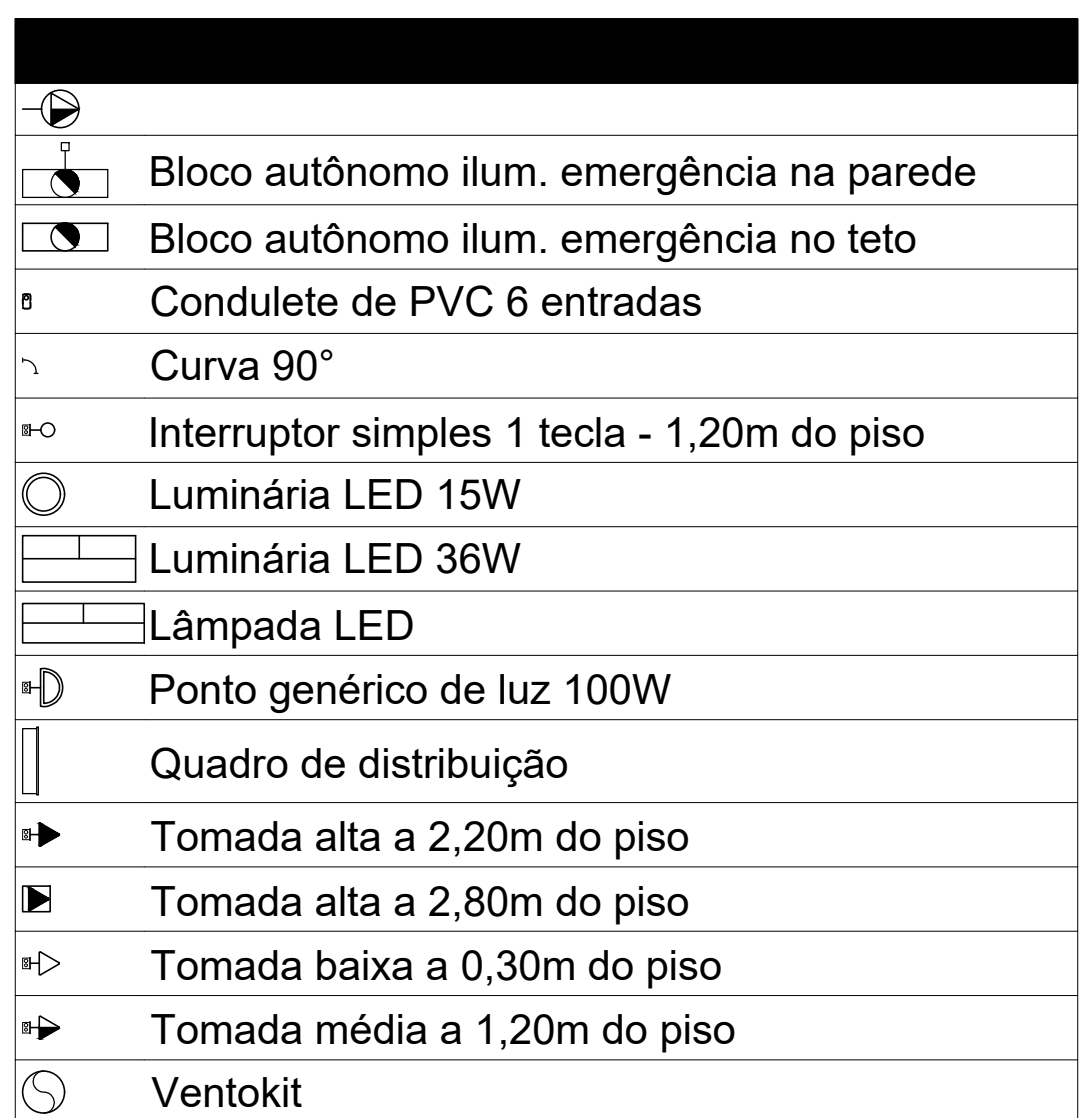 Bloco autônomo ilum. emergência na parede
Bloco autônomo ilum. emergência no teto
Condulete de PVC 6 entradas
Curva 90°
Interruptor simples 1 tecla - 1,20m do piso
Luminária LED 15W
Luminária LED 36W
Lâmpada LED
Ponto genérico de luz 100W
Quadro de distribuição
Tomada alta a 2,20m do piso
Tomada alta a 2,80m do piso
Tomada baixa a 0,30m do piso
Tomada média a 1,20m do piso
Ventokit